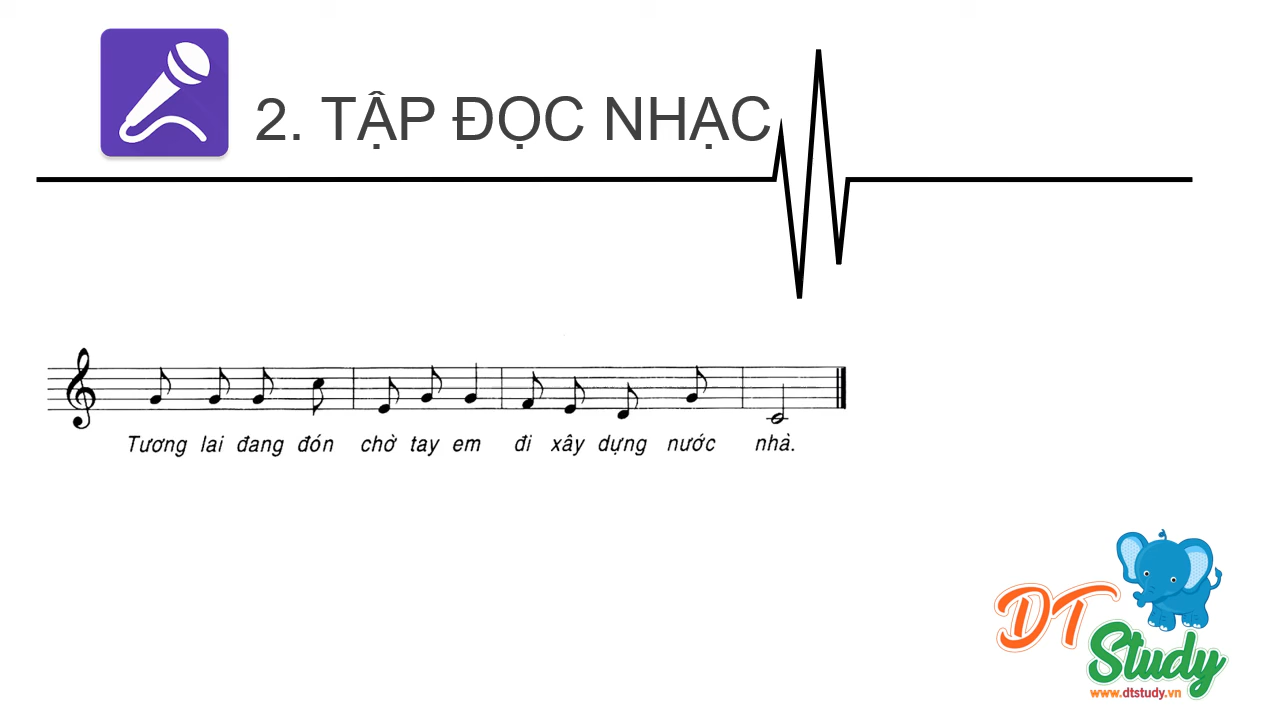 2. TẬP ĐỌC NHẠC
Tương lai đang đón chờ tay em đi xây dựng nước nhà.
DT
Study
www.dtstudy.vn